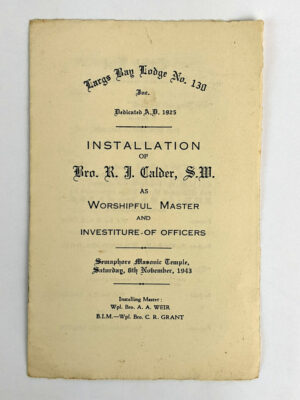 Largs Bay Lodge No. 130
Inc.
Dedicated A.D. 1925
INSTALLATION
OF
Bro. R. J. Calder, S.W.
AS
WORSHIPFUL MASTER
AND
INVESTITURE OF OFFICERS
Semaphore Masonic Temple,
Saturday, 6th November, 1943
Installing Master :
Wpl. Bro. A. A. WEIR
B.I.M.—Wpl. Bro. C. R. GRANT